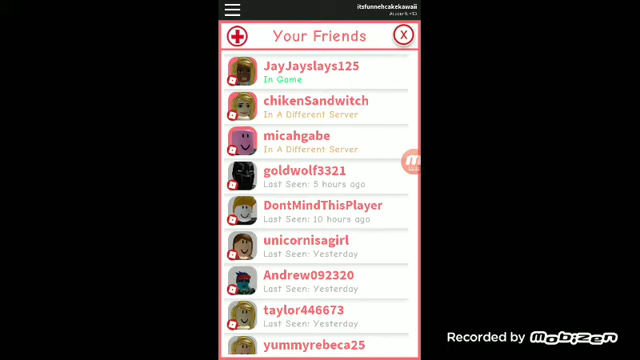 itsfunnehcakekawaii
Account: <13
Your Friends
X
JayJayslays125
In Game
chikenSandwitch
In A Different Server
micahgabe
In A Different Server
goldwolf3321
Last Seen: 5 hours ago
DontMindThisPlayer
Last Seen: 10 hours ago
unicornisagirl
Last Seen: Yesterday
Andrew092320
Last Seen: Yesterday
taylor446673
Last Seen: Yesterday
yummyrebeca25
Recorded by Mobizen